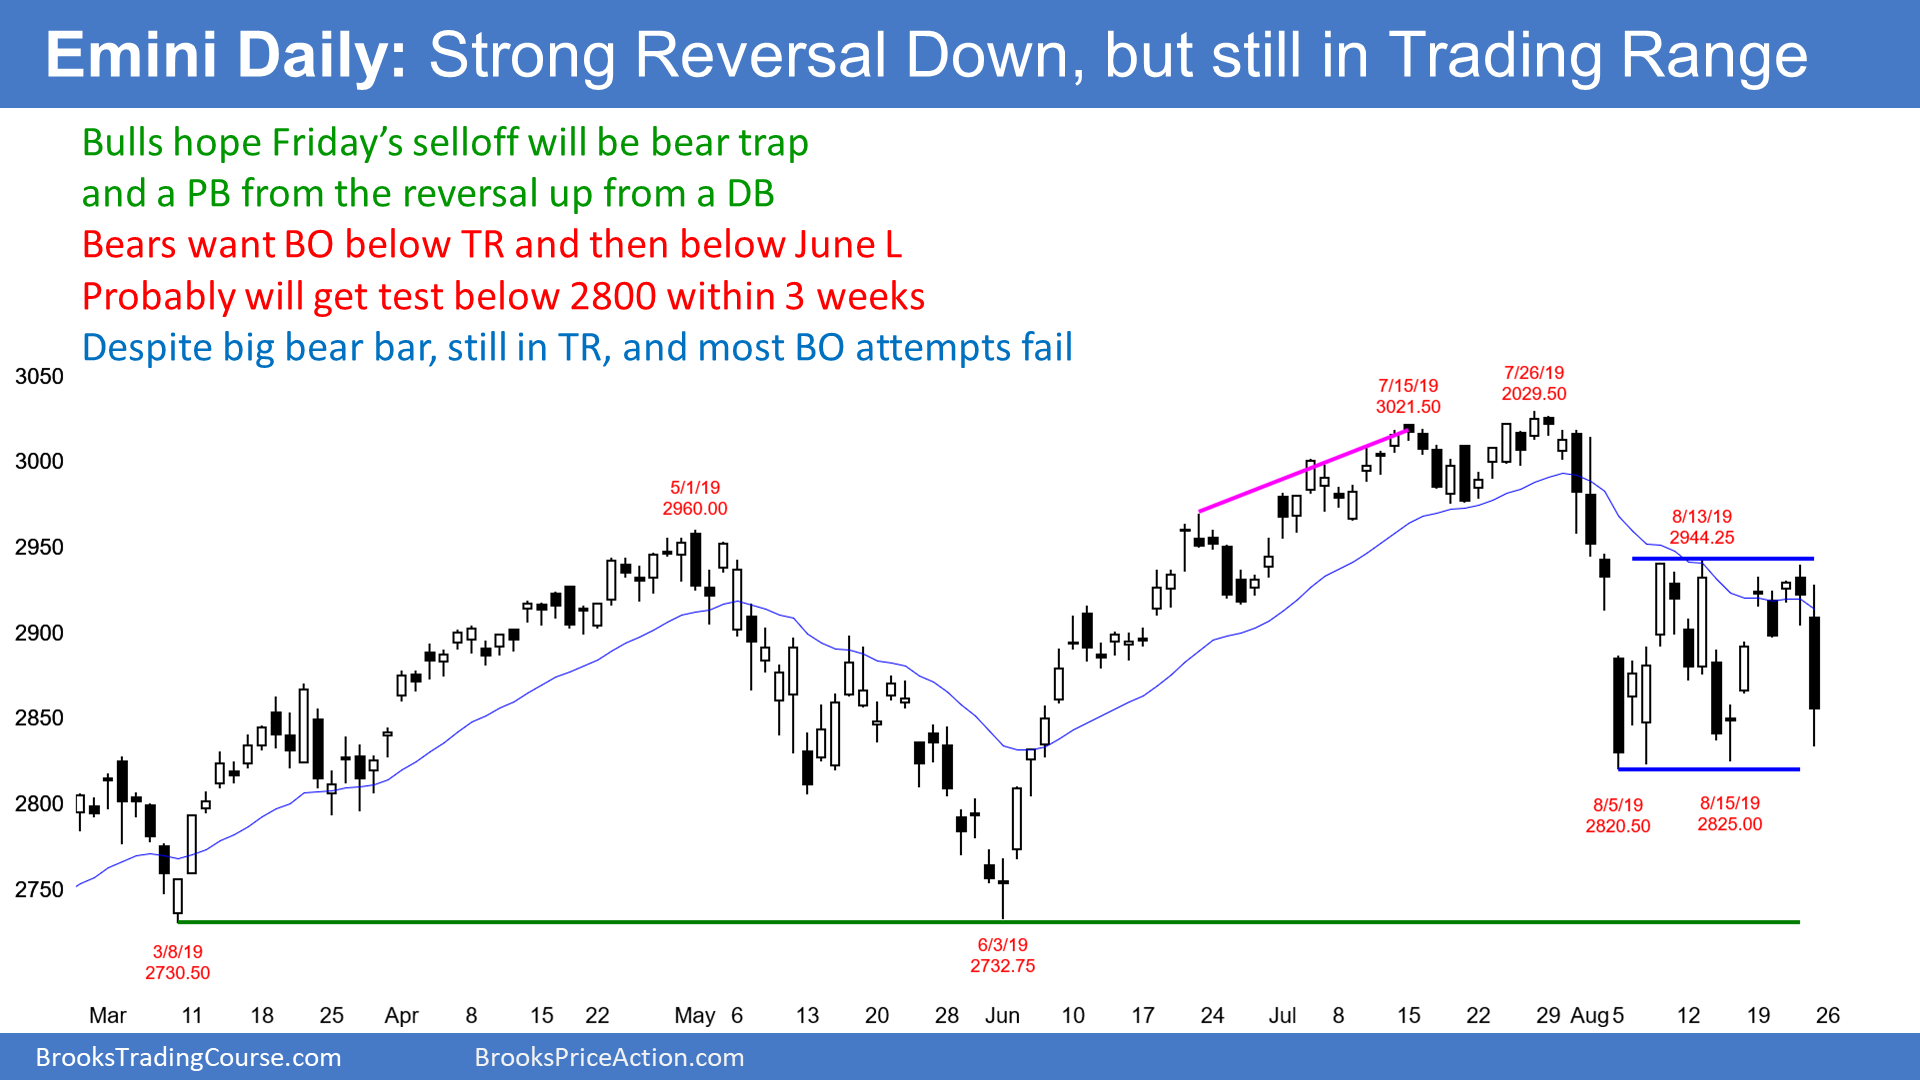 Emini Daily: Strong Reversal Down, but still in Trading Range
Bulls hope Friday’s selloff will be bear trap
and a PB from the reversal up from a DB
Bears want BO below TR and then below June L
Probably will get test below 2800 within 3 weeks
Despite big bear bar, still in TR, and most BO attempts fail
3050
3000
2950
2900
2850
2800
2750
3/8/19
2730.50
5/1/19
2960.00
6/3/19
2732.75
7/15/19
3021.50
7/26/19
2029.50
8/13/19
2944.25
8/5/19
2820.50
8/15/19
2825.00
Mar 11 18 25 Apr 8 15 22 May 6 13 20 28 Jun 10 17 24 Jul 8 15 22 29 Aug 5 12 19 26
BrooksTradingCourse.com BrooksPriceAction.com